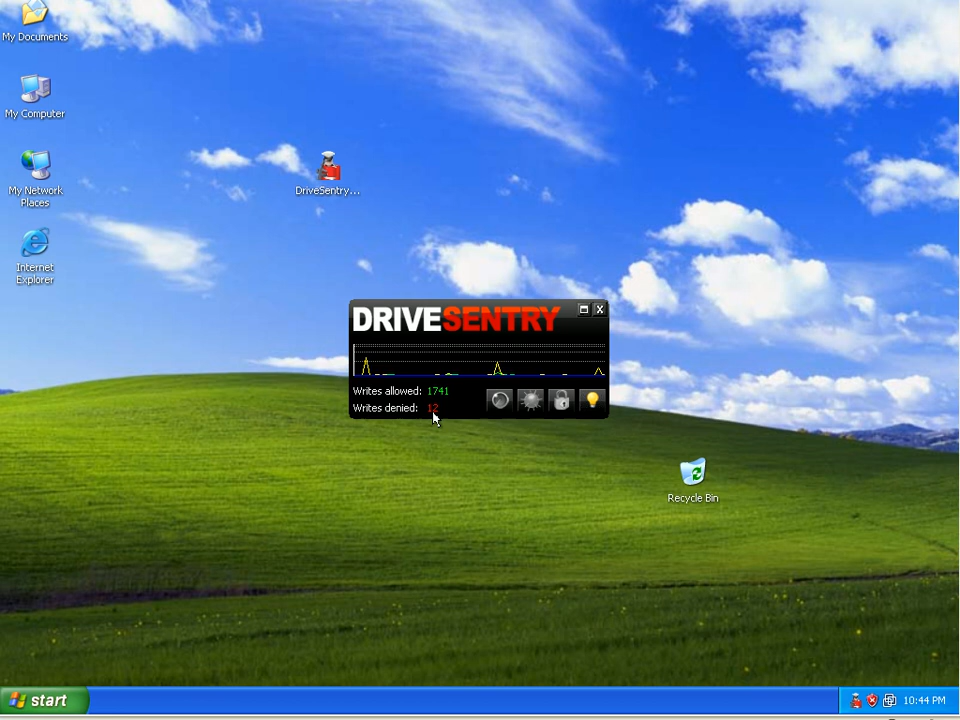 My Documents
My Computer
My Network
Places
Internet
Explorer
DriveSentry...
DRIVESENTRY
X
Writes allowed: 1741
Writes denied: 12
Recycle Bin
start
10:44 PM